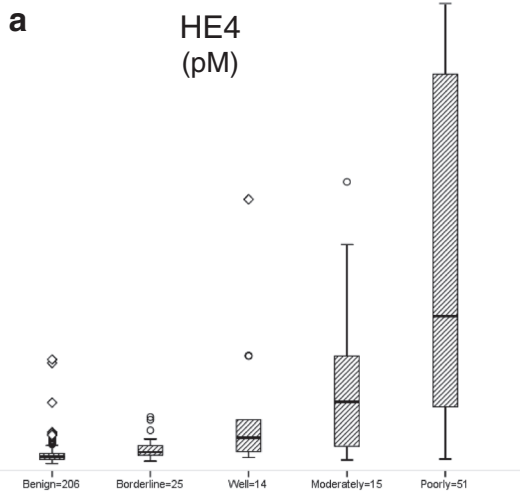 a
HE4
(pM)
Benign=206
Borderline=25
Well=14
Moderately=15
Poorly=51